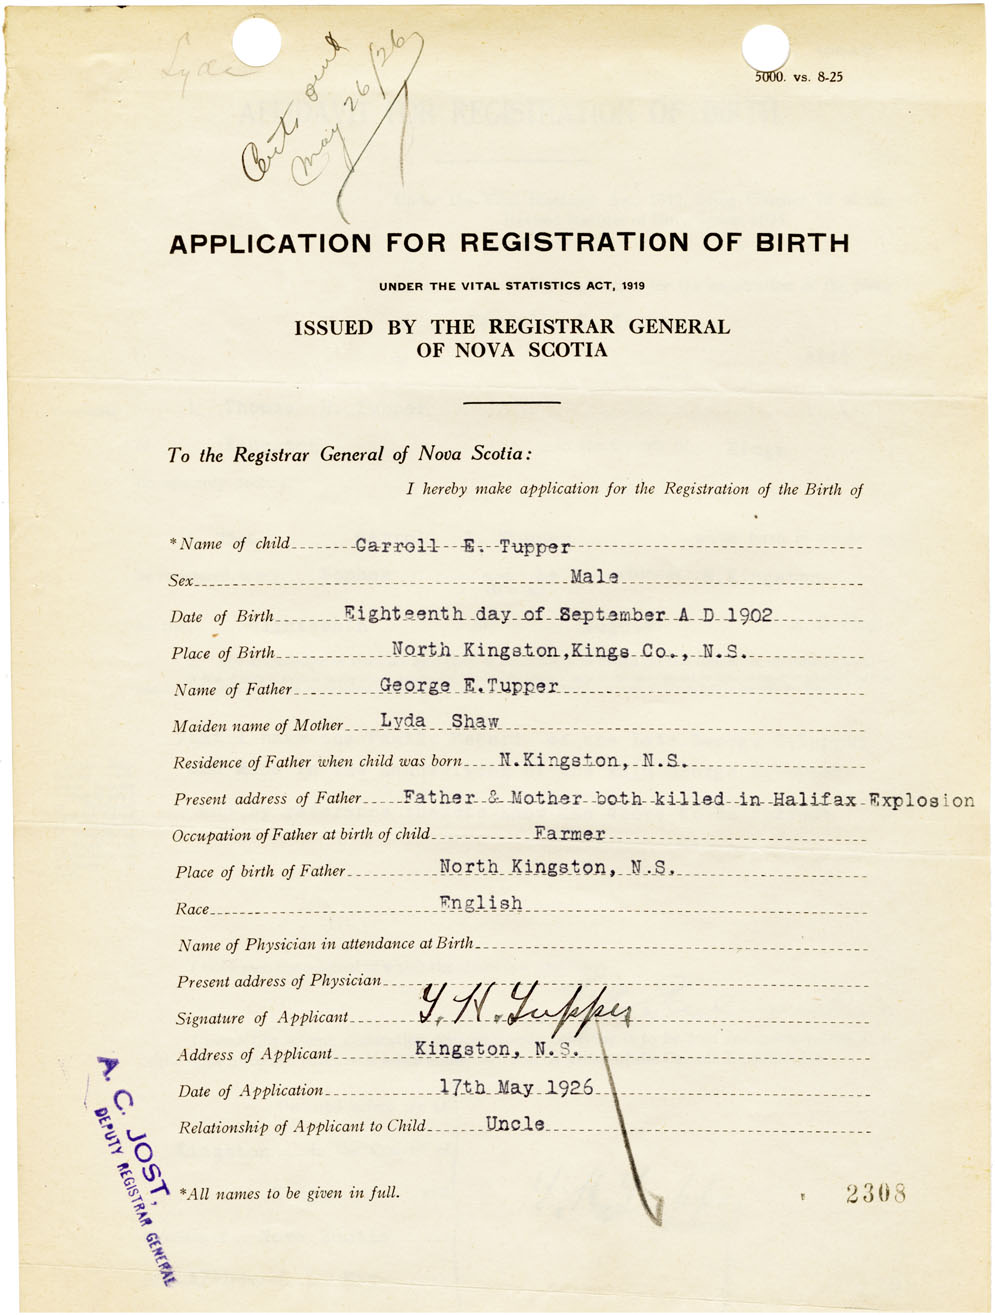 Lyda
Certs
May 26/26
5000. vs. 8-25
APPLICATION FOR REGISTRATION OF BIRTH
UNDER THE VITAL STATISTICS ACT, 1919
ISSUED BY THE REGISTRAR GENERAL
OF NOVA SCOTIA
To the Registrar General of Nova Scotia:
I hereby make application for the Registration of the Birth of
*Name of child Carroll E. Tupper
Sex Male
Date of Birth Eighteenth day of September A D 1902
Place of Birth North Kingston,Kings Co., N.S.
Name of Father George E.Tupper
Maiden name of Mother Lyda Shaw
Residence of Father when child was born N.Kingston, N.S.
Present address of Father Father & Mother both killed in Halifax Explosion
Occupation of Father at birth of child Farmer
Place of birth of Father North Kingston, N.S.
Race English
Name of Physician in attendance at Birth
Present address of Physician
Signature of Applicant T. H. Tupper
Address of Applicant Kingston, N.S.
Date of Application 17th May 1926
Relationship of Applicant to Child Uncle
*All names to be given in full.
2308
A. C. JOST,
DEPUTY REGISTRAR GENERAL